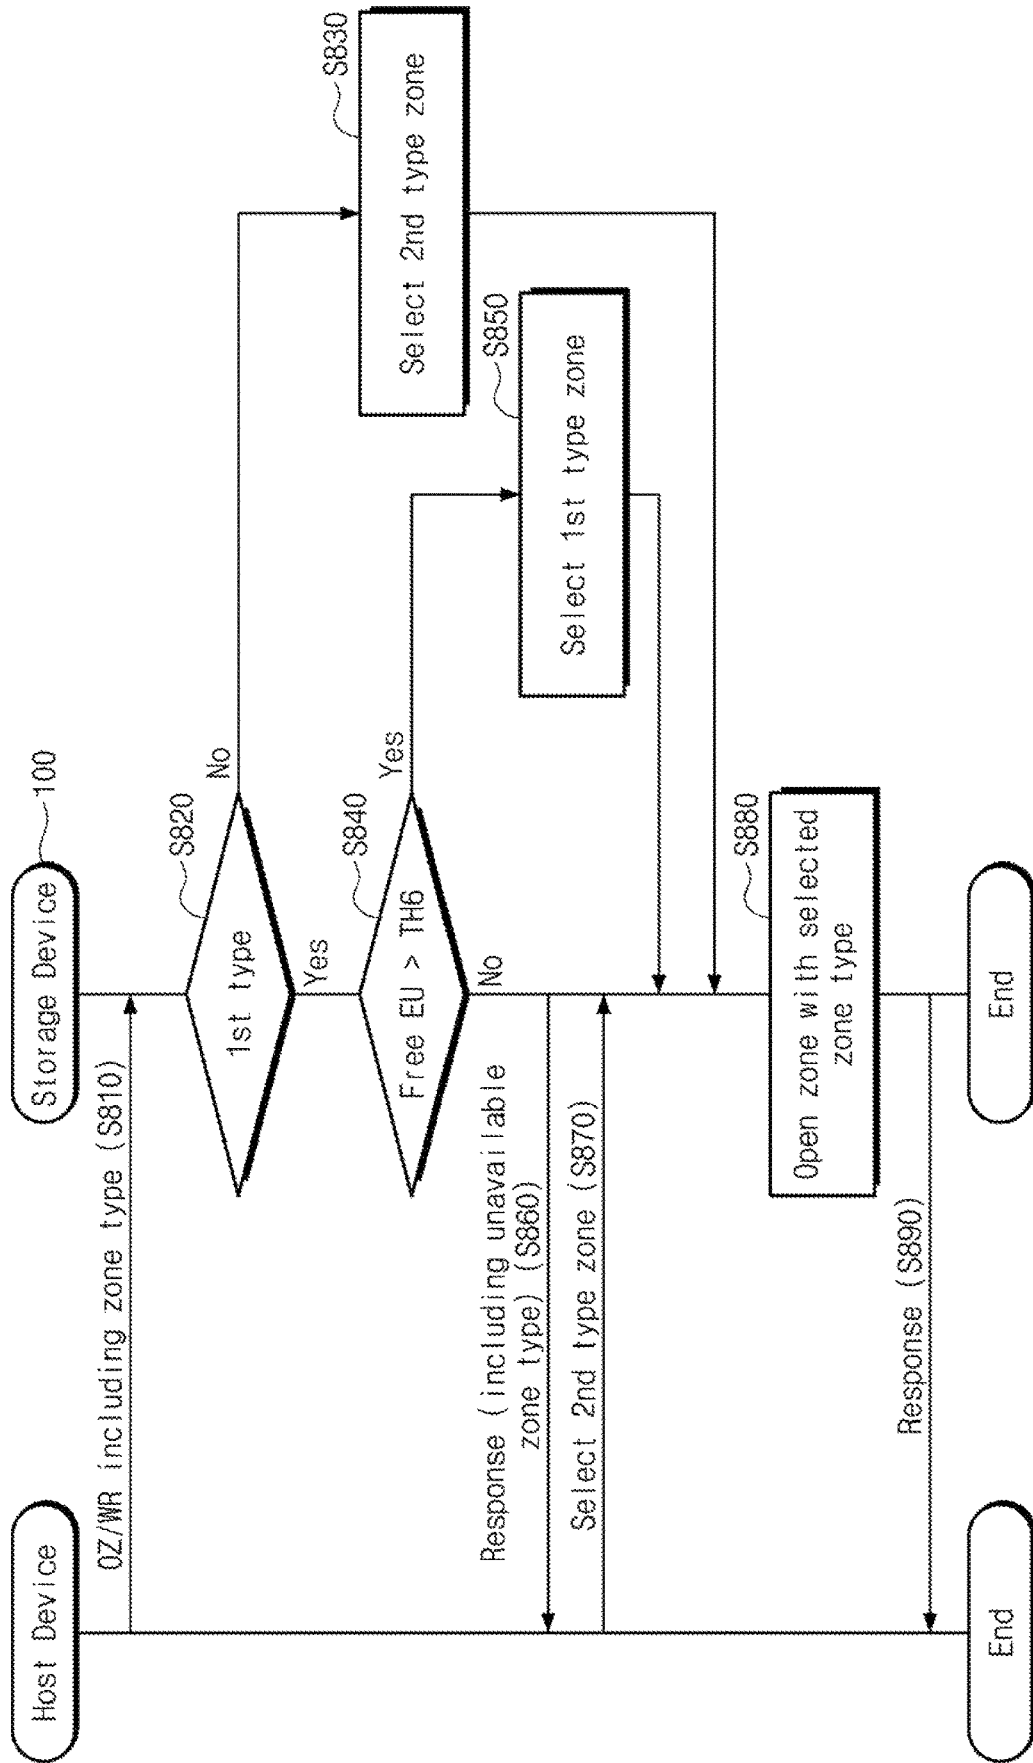 Host Device
Storage Device
100
OZ/WR including zone type (S810)
S820
1st type
No
Yes
S830
Select 2nd type zone
S840
Free EU > TH6
Yes
No
S850
Select 1st type zone
Response (including unavailable
zone type) (S860)
Select 2nd type zone (S870)
S880
Open zone with selected
zone type
Response (S890)
End
End